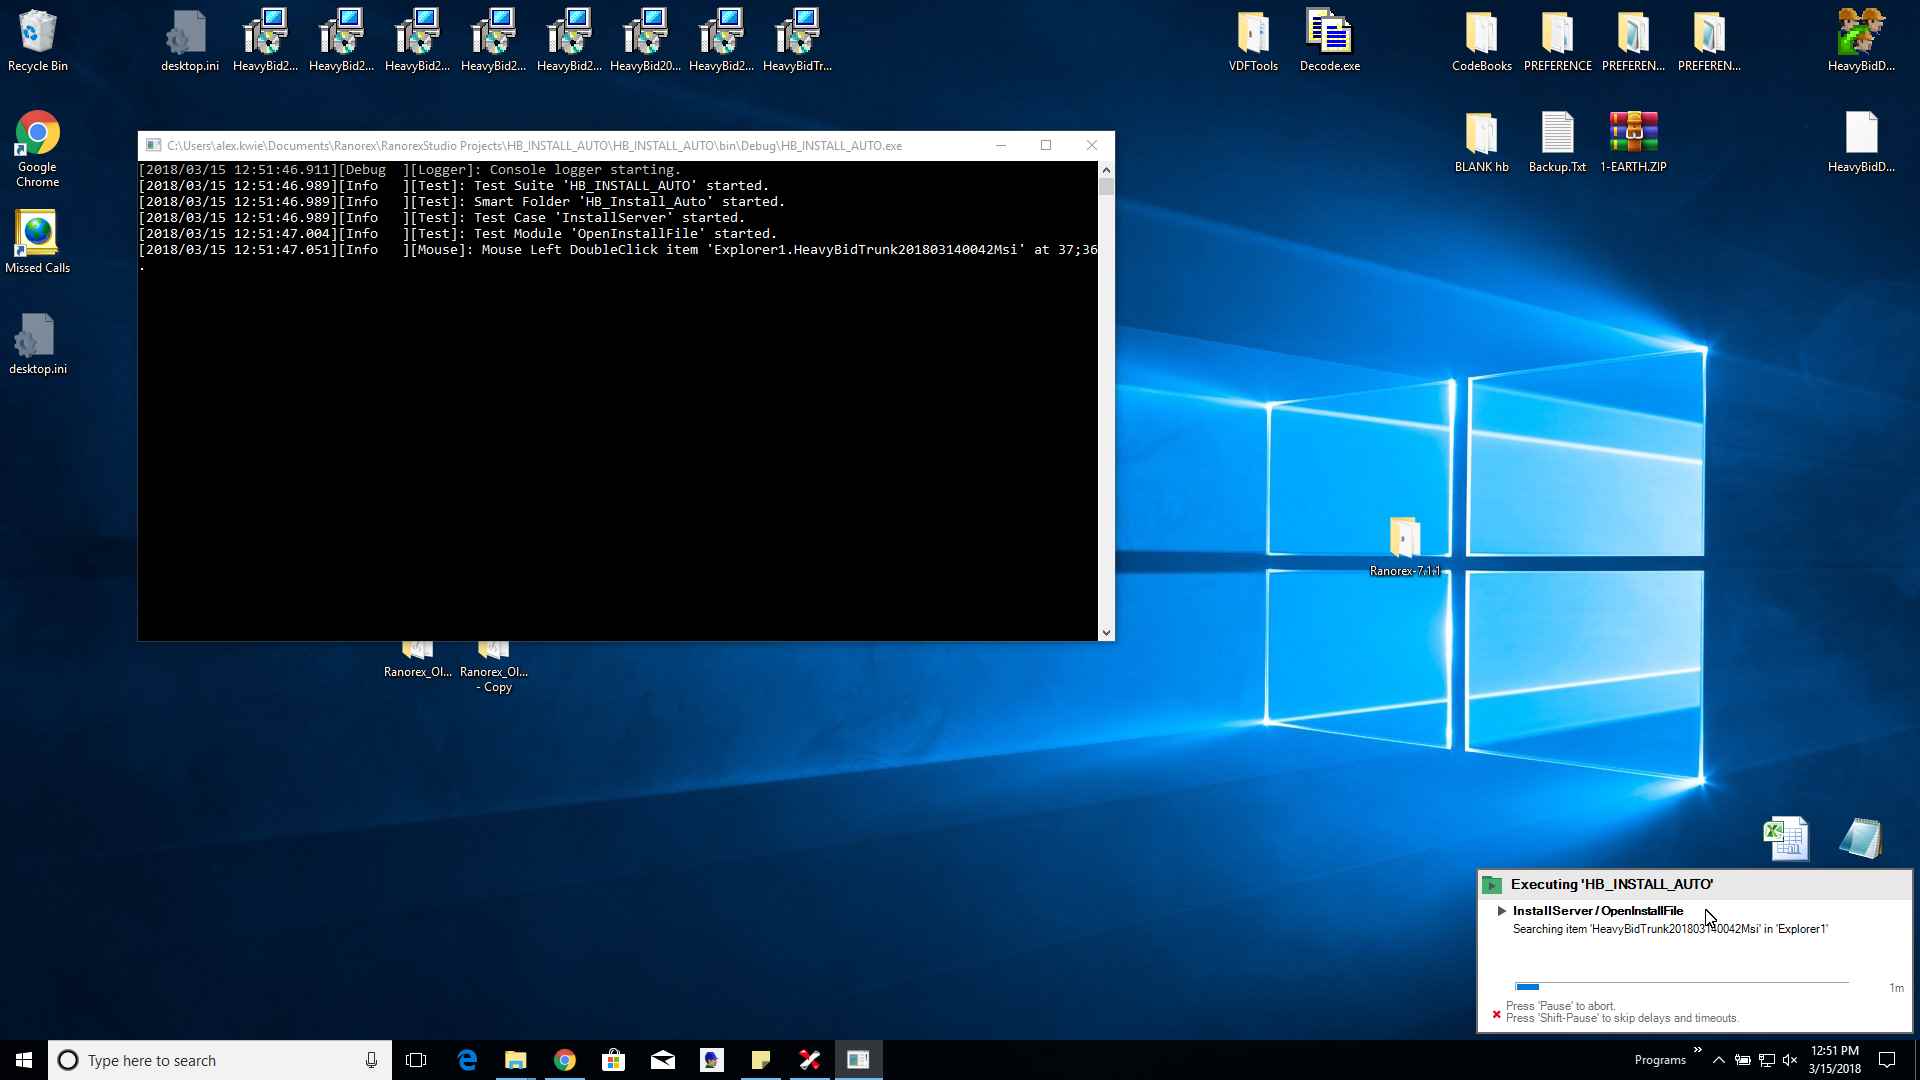 Recycle Bin
desktop.ini
HeavyBid2...
HeavyBid2...
HeavyBid2...
HeavyBid2...
HeavyBid2...
HeavyBid20...
HeavyBid2...
HeavyBidTr...
VDFTools
Decode.exe
CodeBooks
PREFERENCE
PREFEREN...
PREFEREN...
HeavyBidD...
Google
Chrome
BLANK hb
Backup.Txt
1-EARTH.ZIP
HeavyBidD...
Missed Calls
desktop.ini
C:\Users\alex.kwie\Documents\Ranorex\RanorexStudio Projects\HB_INSTALL_AUTO\HB_INSTALL_AUTO\bin\Debug\HB_INSTALL_AUTO.exe
[2018/03/15 12:51:46.911][Debug  ][Logger]: Console logger starting.
[2018/03/15 12:51:46.989][Info   ][Test]: Test Suite 'HB_INSTALL_AUTO' started.
[2018/03/15 12:51:46.989][Info   ][Test]: Smart Folder 'HB_Install_Auto' started.
[2018/03/15 12:51:46.989][Info   ][Test]: Test Case 'InstallServer' started.
[2018/03/15 12:51:47.004][Info   ][Test]: Test Module 'OpenInstallFile' started.
[2018/03/15 12:51:47.051][Info   ][Mouse]: Mouse Left DoubleClick item 'Explorer1.HeavyBidTrunk201803140042Msi' at 37;36
.
Ranorex-7.1.1
Ranorex_Ol...
Ranorex_Ol...
- Copy
Executing 'HB_INSTALL_AUTO'
InstallServer/OpenInstallFile
Searching item 'HeavyBidTrunk201803140042Msi' in 'Explorer1'
1m
Press 'Pause' to abort.
Press 'Shift-Pause' to skip delays and timeouts.
Type here to search
Programs
12:51 PM
3/15/2018